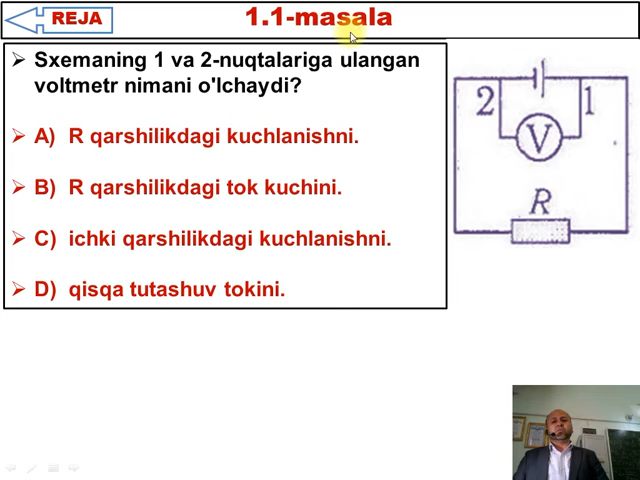 REJA
1.1-masala
Sxemaning 1 va 2-nuqtalariga ulangan
voltmetr nimani o'lchaydi?
A) R qarshilikdagi kuchlanishni.
B) R qarshilikdagi tok kuchini.
C) ichki qarshilikdagi kuchlanishni.
D) qisqa tutashuv tokini.
2 1
V
R